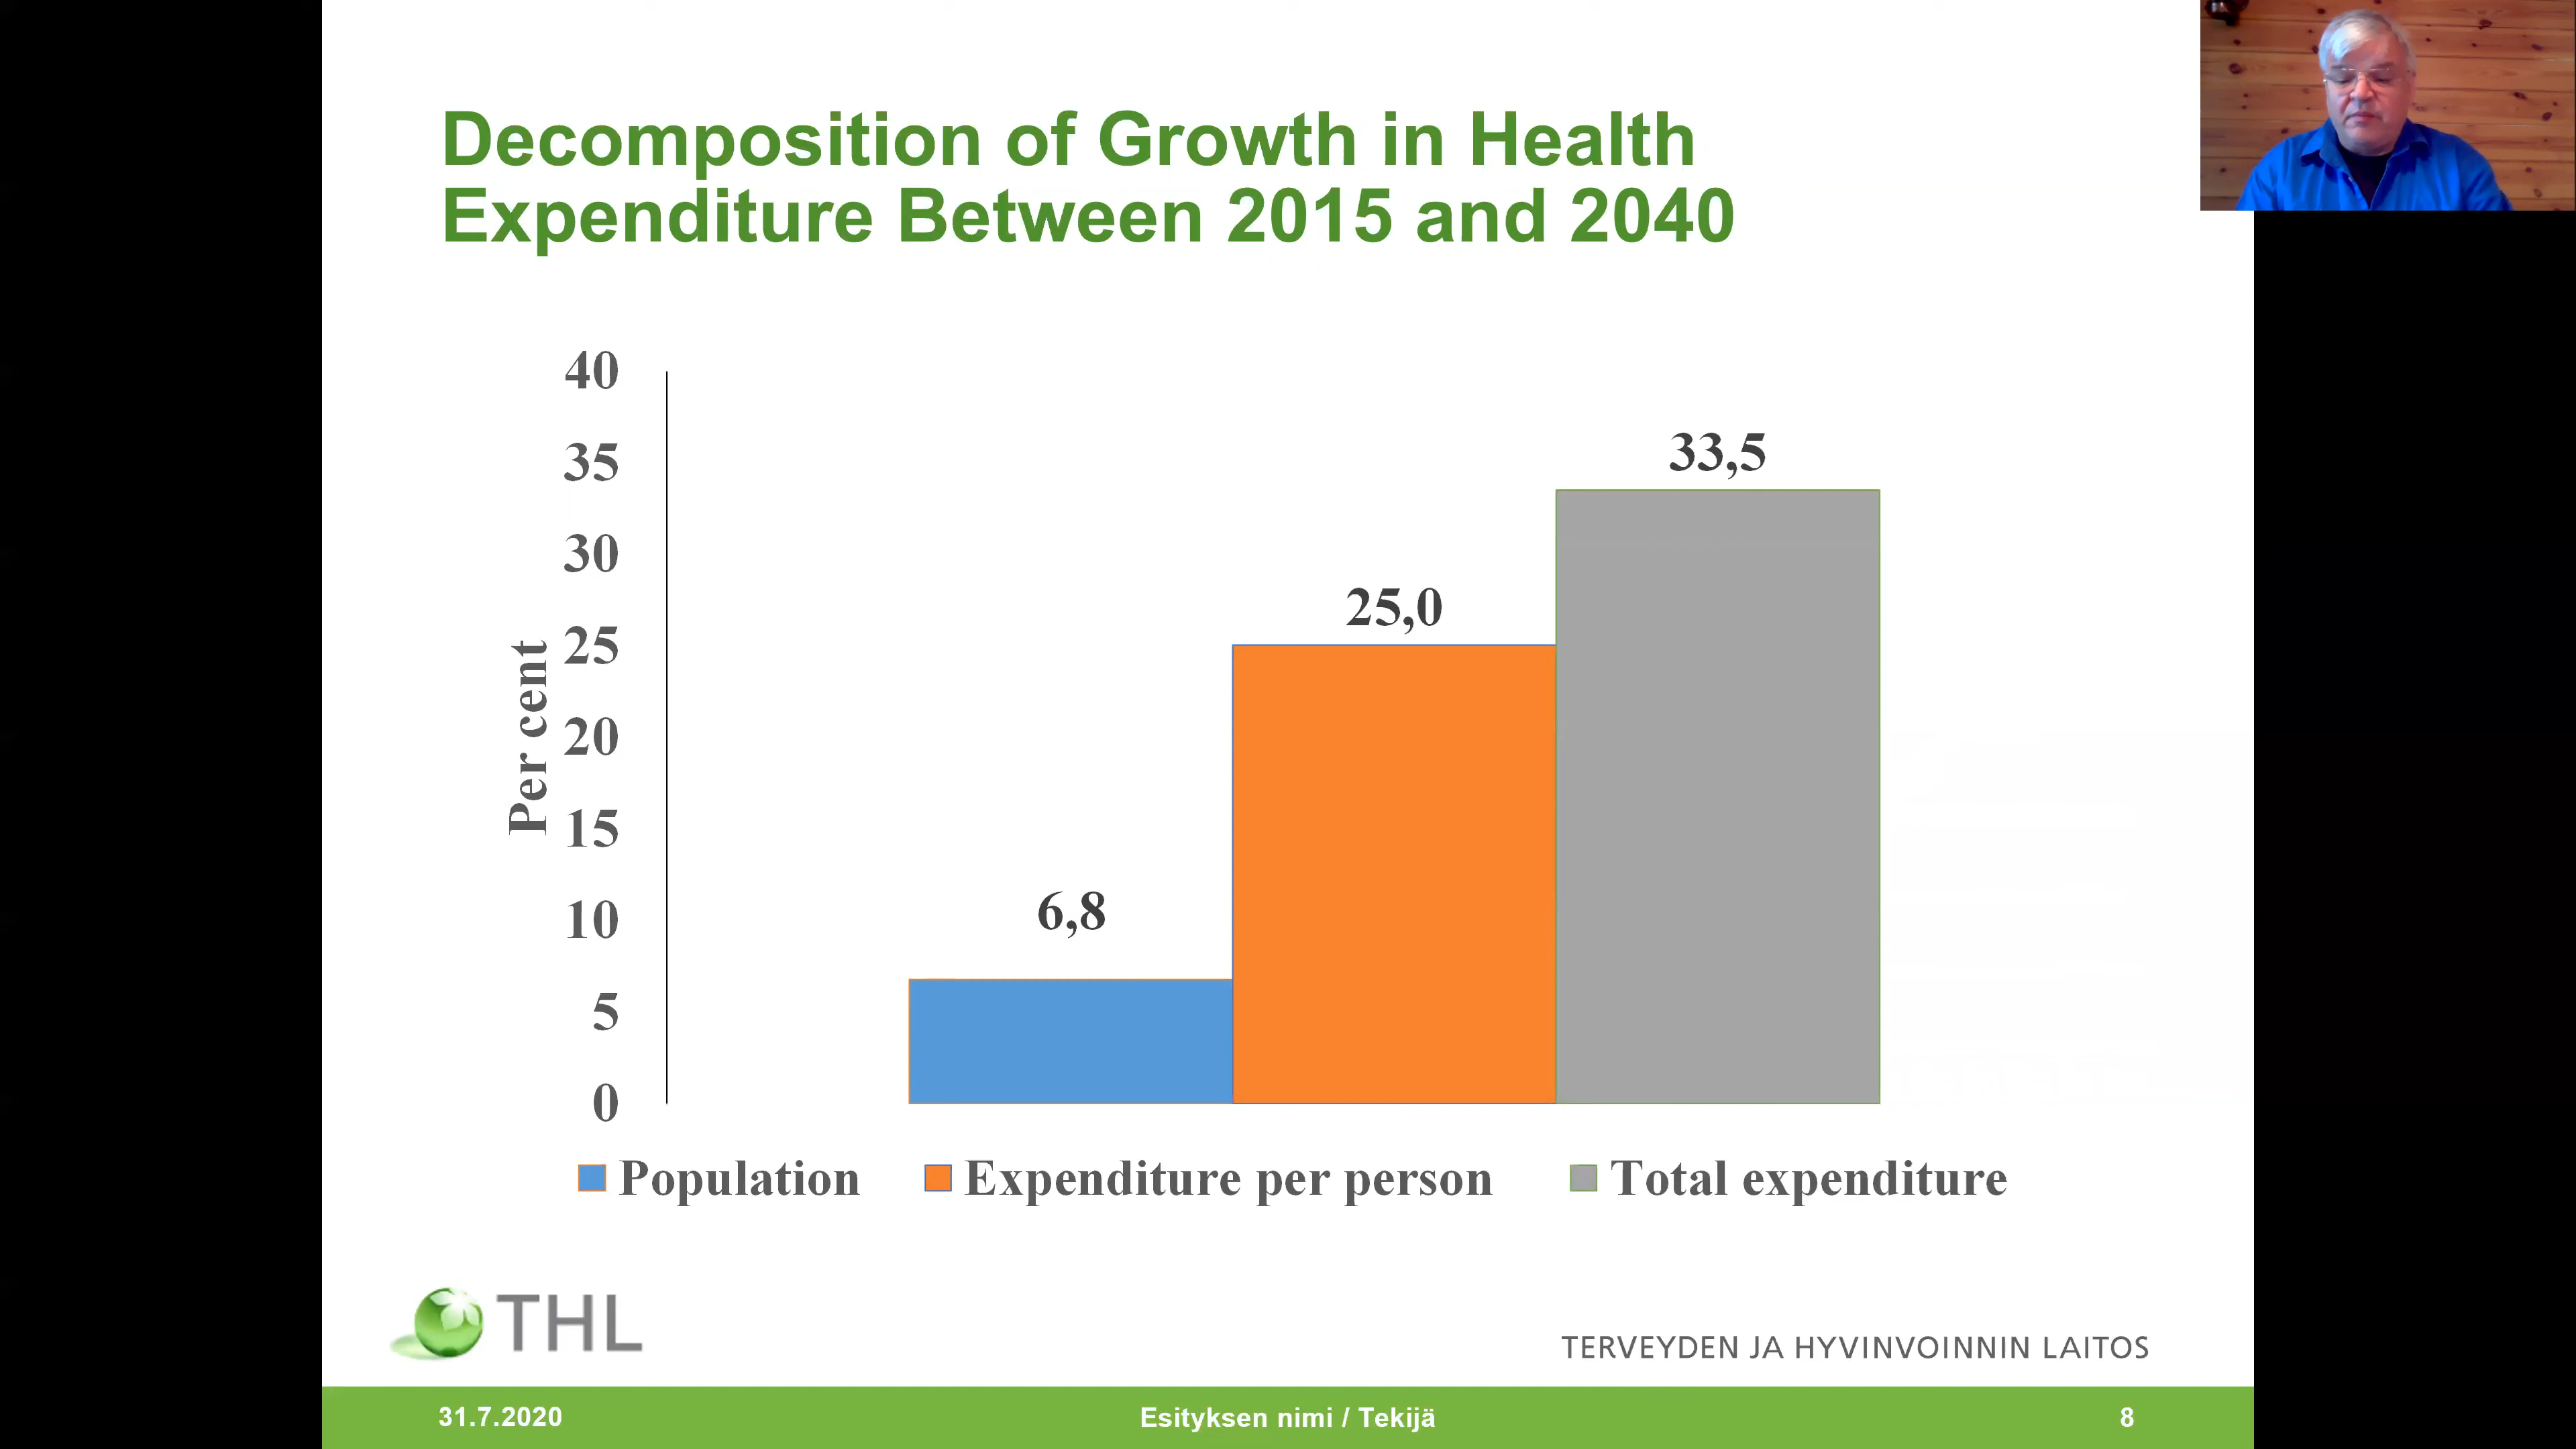 Decomposition of Growth in Health
Expenditure Between 2015 and 2040
40
35
30
25
20
15
10
5
0
Per cent
6,8
25,0
33,5
Population
Expenditure per person
Total expenditure
THL
TERVEYDEN JA HYVINVOINNIN LAITOS
31.7.2020
Esityksen nimi / Tekijä
8